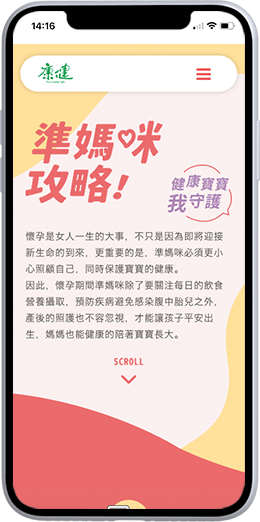 14:16
康健
準媽咪
攻略!
健康寶寶
我守護
懷孕是女人一生的大事，不只是因為即將迎接
新生命的到來，更重要的是，準媽咪必須更小
心照顧自己，同時保護寶寶的健康。
因此，懷孕期間準媽咪除了要關注每日的飲食
營養攝取，預防疾病避免感染腹中胎兒之外，
產後的照護也不容忽視，才能讓孩子平安出
生，媽媽也能健康的陪著寶寶長大。
SCROLL